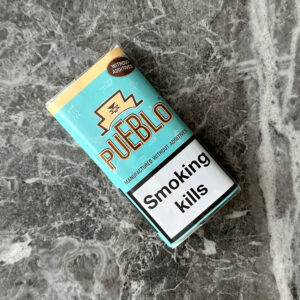 WITHOUT
ADDITIVES
PUEBLO
MANUFACTURED WITHOUT ADDITIVES
Smoking
kills